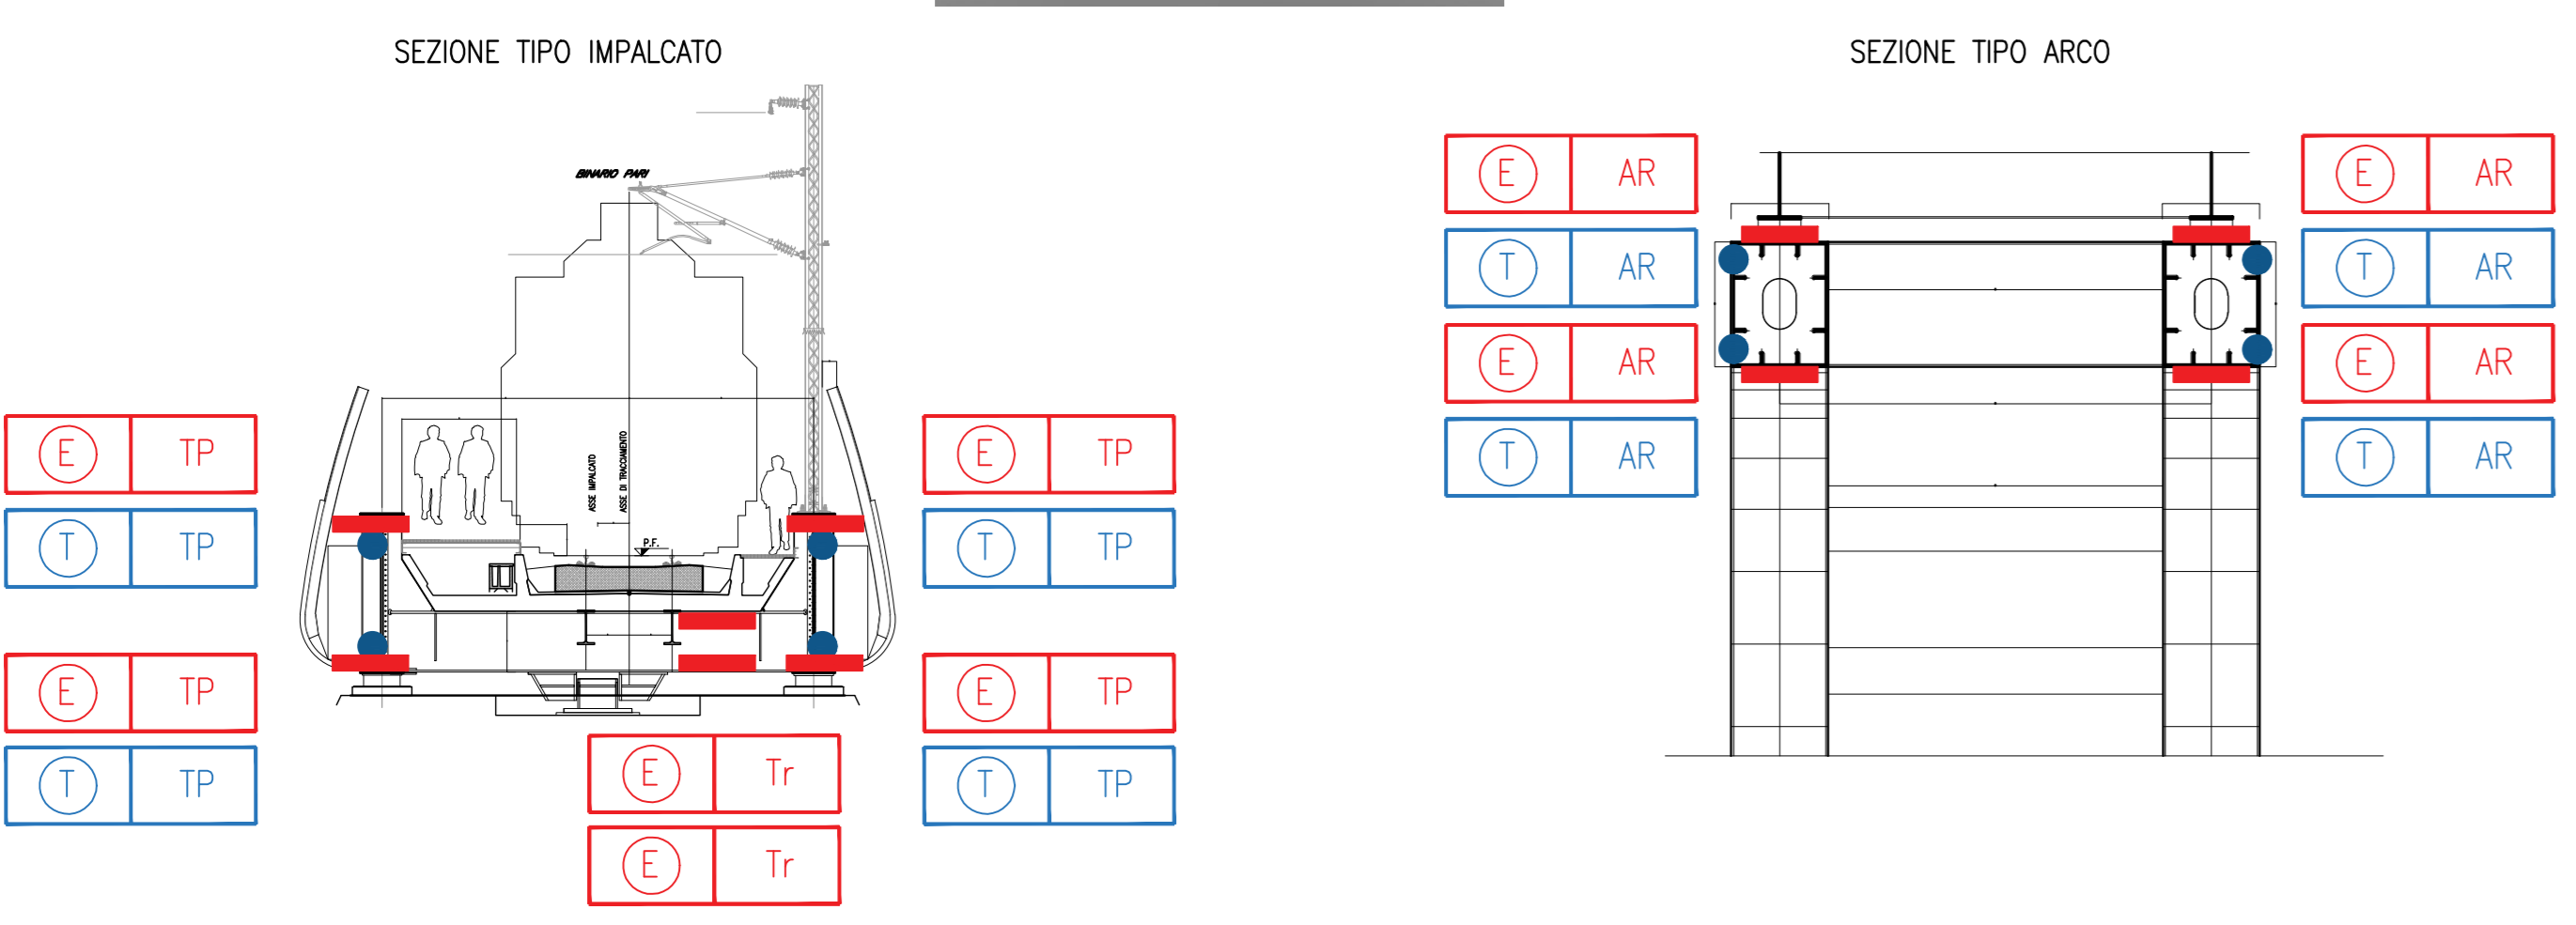 SEZIONE TIPO IMPALCATO
SEZIONE TIPO ARCO
BINARIO PARI
E AR
E AR
T AR
T AR
E AR
E AR
T AR
T AR
ASSE IMPALCATO
ASSE DI TRACCIAMENTO
P.F.
E TP
E TP
T TP
T TP
E TP
E TP
T TP
T TP
E Tr
E Tr